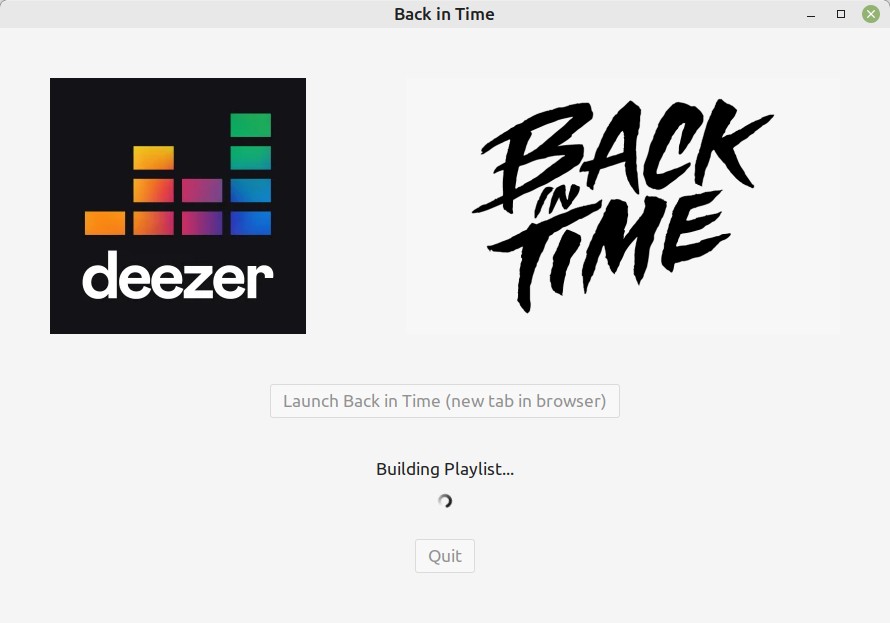 Back in Time
deezer
BACK
IN
TIME
Launch Back in Time (new tab in browser)
Building Playlist...
Quit